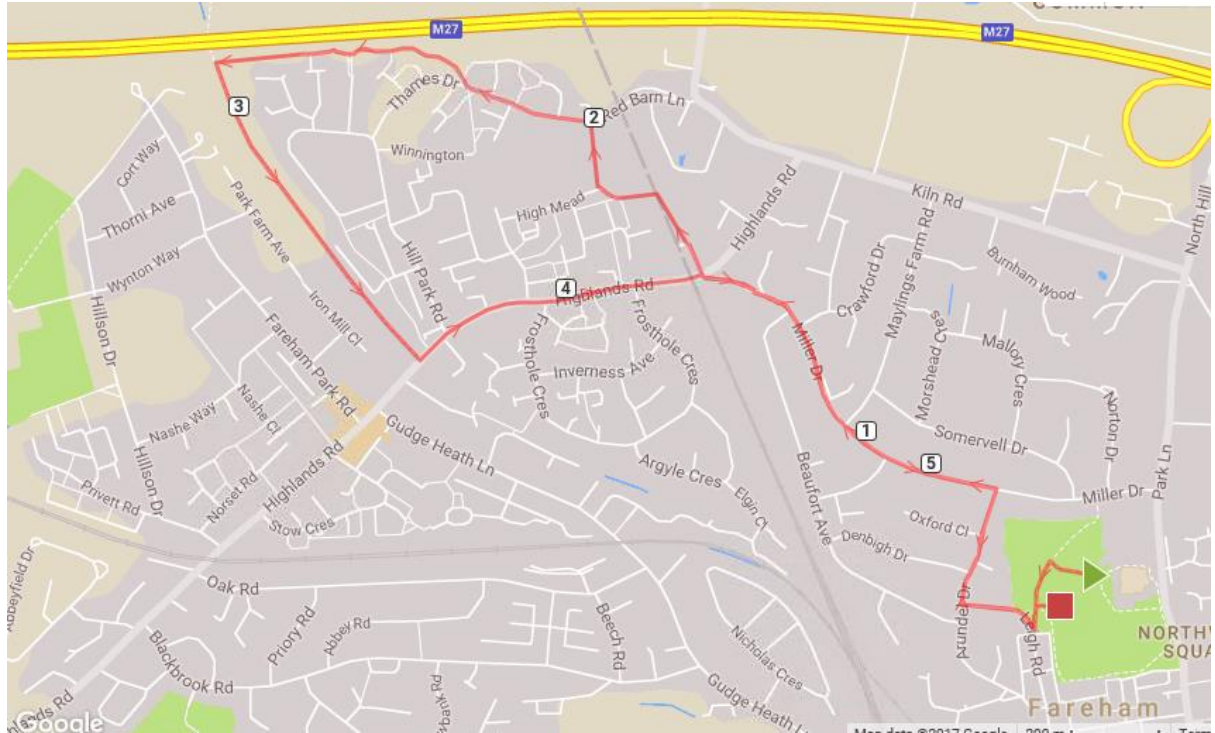 COMMON
M27
M27
3
Thames Dr
2
Red Barn Ln
Winnington
Cort Way
Park Farm Ave
Kiln Rd
North Hill
Highlands Rd
High Mead
Thorni Ave
Hill Park Rd
Wynton Way
Crawford Dr
Maylings Farm Rd
Burnham Wood
Hillson Dr
Iron Mill Cl
4
Highlands Rd
Frosthole Cres
Frosthole Cres
Miller Dr
Morshead Cres
Mallory Cres
Fareham Park Rd
Inverness Ave
Nashe Way
Nashe Cl
Gudge Heath Ln
1
Norton Dr
Somervell Dr
5
Park Ln
Hillson Dr
Privett Rd
Norset Rd
Highlands Rd
Argyle Cres
Elgin Cl
Beaufort Ave
Miller Dr
Stow Cres
Oxford Cl
Denbigh Dr
Abbeyfield Dr
Oak Rd
Priory Rd
Abbey Rd
Beech Rd
Arundel Dr
Leigh Rd
Blackbrook Rd
Nicholas Cres
Gudge Heath L
Fareham
Google
Map data ©2017 Google
200 m